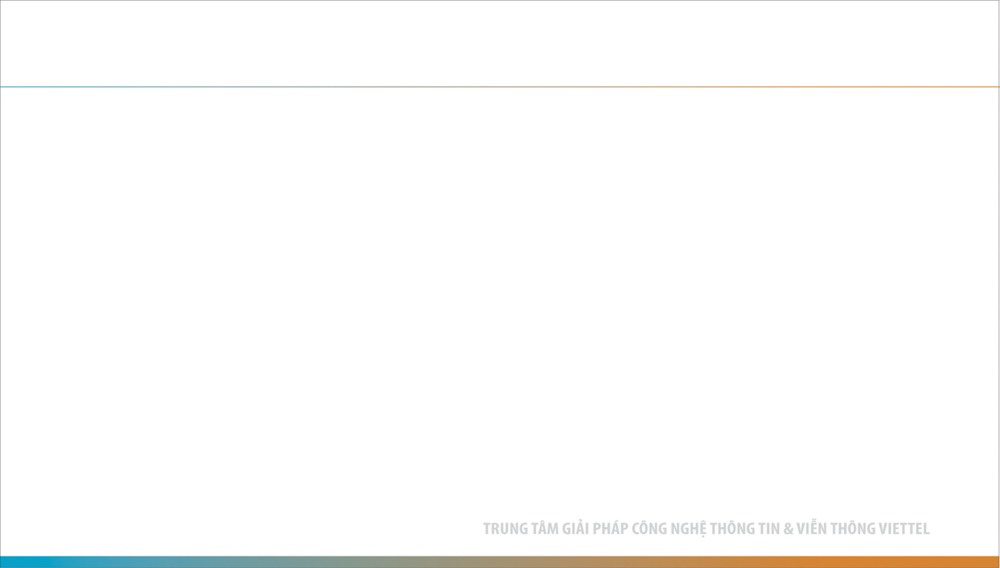 TRUNG TÂM GIẢI PHÁP CÔNG NGHỆ THÔNG TIN & VIỄN THÔNG VIETTEL